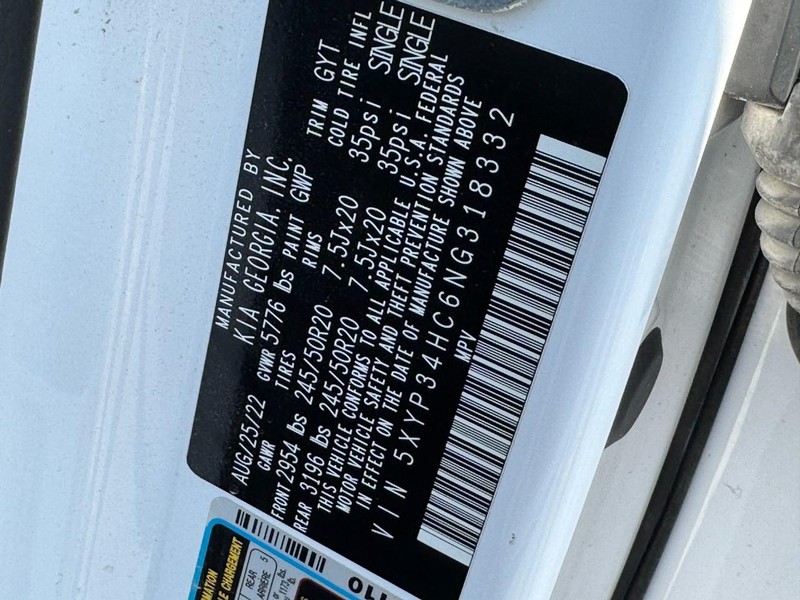 MANUFACTURED BY
KIA GEORGIA, INC.
AUG/25/22 GVWR 5776 lbs PAINT GWP TRIM GYT
GAWR TIRES RIMS COLD TIRE INFL
FRONT 2954 lbs 245/50R20 7.5Jx20 35psi SINGLE
REAR 3196 lbs 245/50R20 7.5Jx20 35psi SINGLE
THIS VEHICLE CONFORMS TO ALL APPLICABLE U.S.A. FEDERAL
MOTOR VEHICLE SAFETY AND THEFT PREVENTION STANDARDS
IN EFFECT ON THE DATE OF MANUFACTURE SHOWN ABOVE
VIN 5XYP34HC6NG318332
MPV
CHARGEMENT
REAR 5